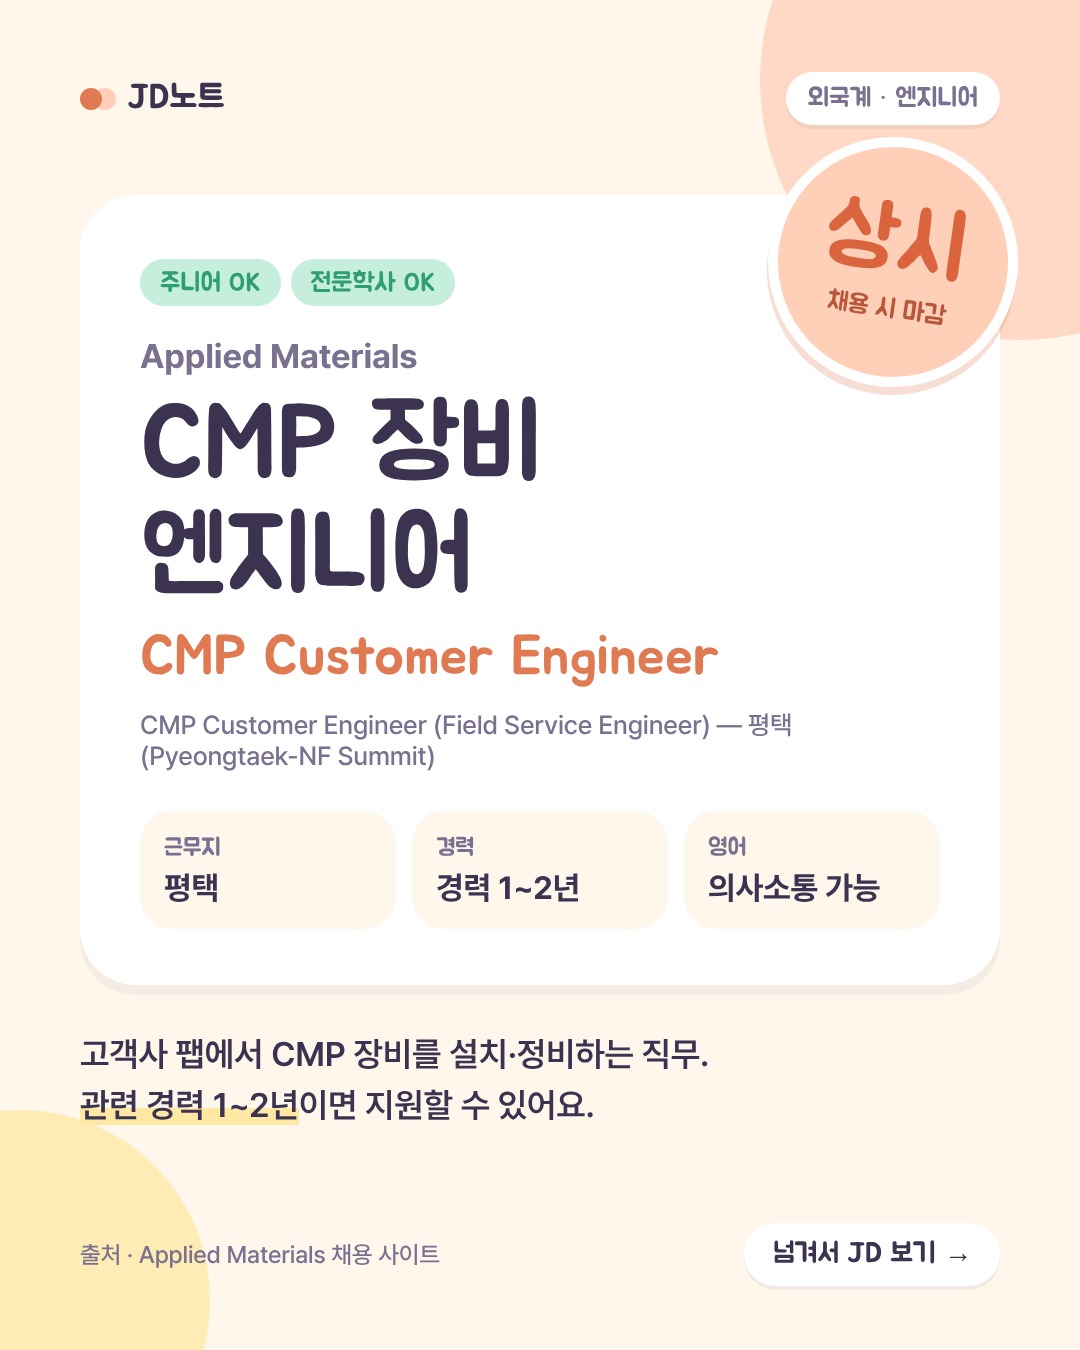 JD노트
외국계 · 엔지니어
상시
채용 시 마감
주니어 OK
전문학사 OK
Applied Materials
CMP 장비
엔지니어
CMP Customer Engineer
CMP Customer Engineer (Field Service Engineer) — 평택
(Pyeongtaek-NF Summit)
근무지
평택
경력
경력 1~2년
영어
의사소통 가능
고객사 팹에서 CMP 장비를 설치·정비하는 직무.
관련 경력 1~2년이면 지원할 수 있어요.
출처 · Applied Materials 채용 사이트
넘겨서 JD 보기 →